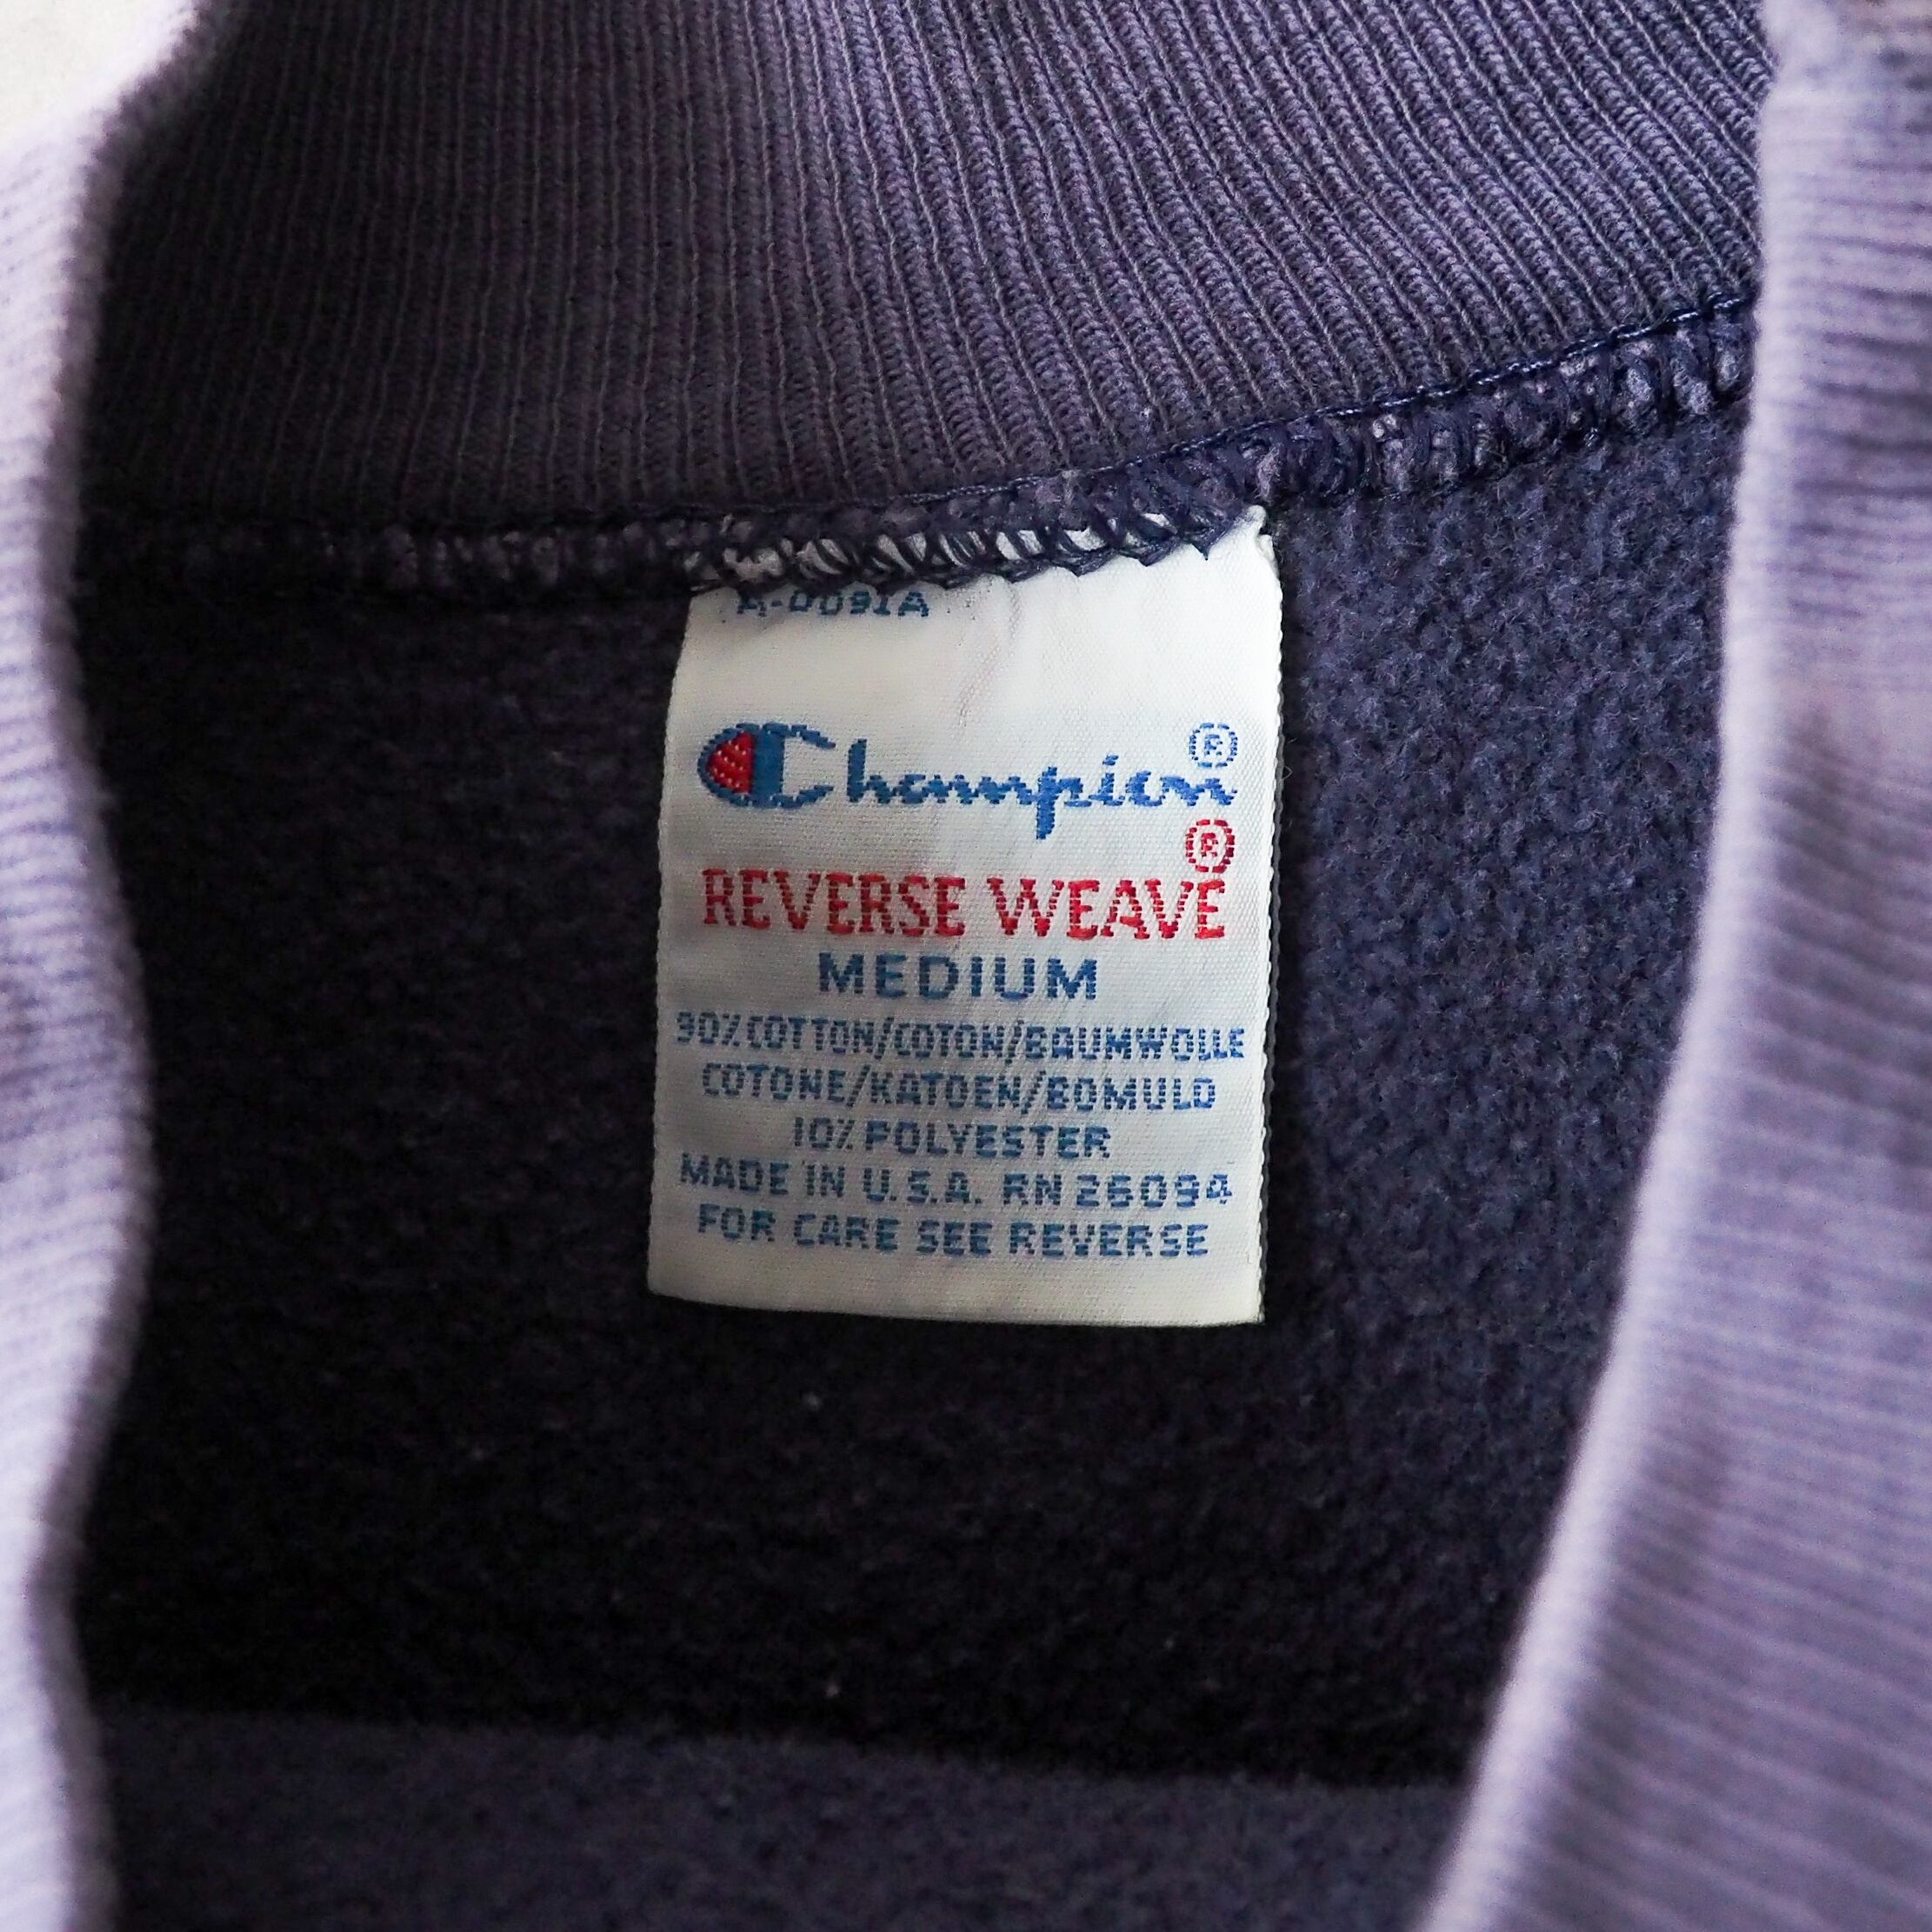 A-0091A
Champion®
®
REVERSE WEAVE
MEDIUM
90% COTTON/COTON/BAUMWOLLE
COTONE/KATOEN/BOMULD
10% POLYESTER
MADE IN U.S.A. RN 26094
FOR CARE SEE REVERSE